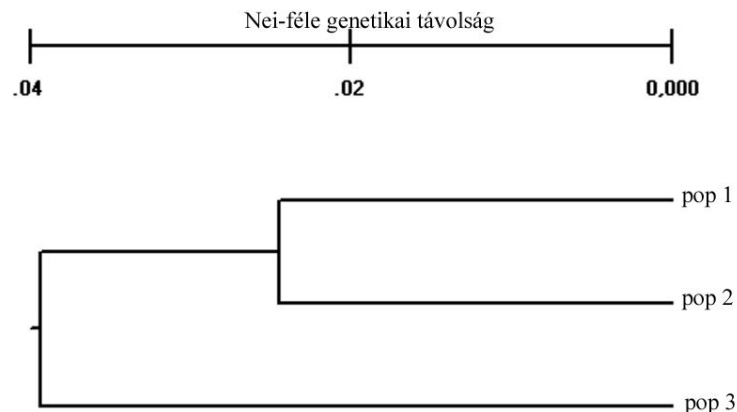 Nei-féle genetikai távolság
.04 .02 0,000
pop 1
pop 2
pop 3